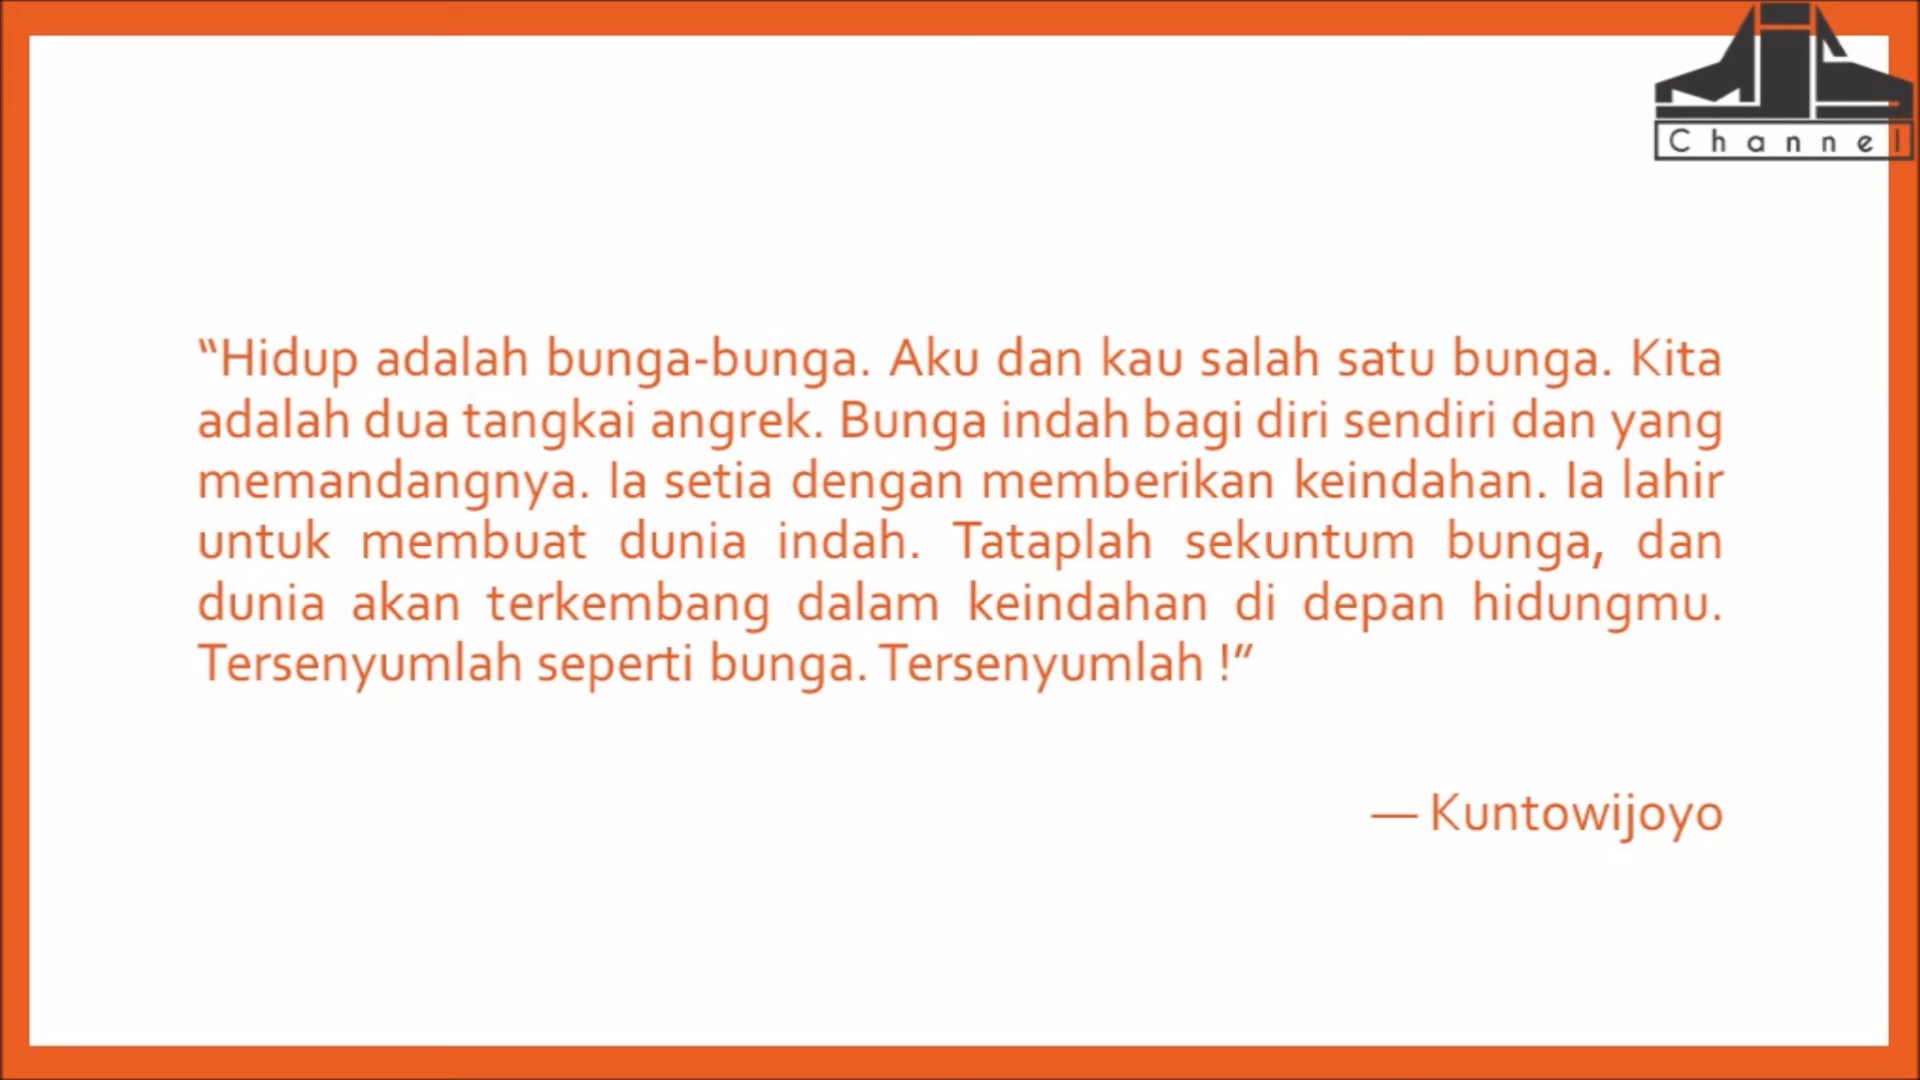 Channel
“Hidup adalah bunga-bunga. Aku dan kau salah satu bunga. Kita
adalah dua tangkai angrek. Bunga indah bagi diri sendiri dan yang
memandangnya. Ia setia dengan memberikan keindahan. Ia lahir
untuk membuat dunia indah. Tataplah sekuntum bunga, dan
dunia akan terkembang dalam keindahan di depan hidungmu.
Tersenyumlah seperti bunga. Tersenyumlah !”
— Kuntowijoyo